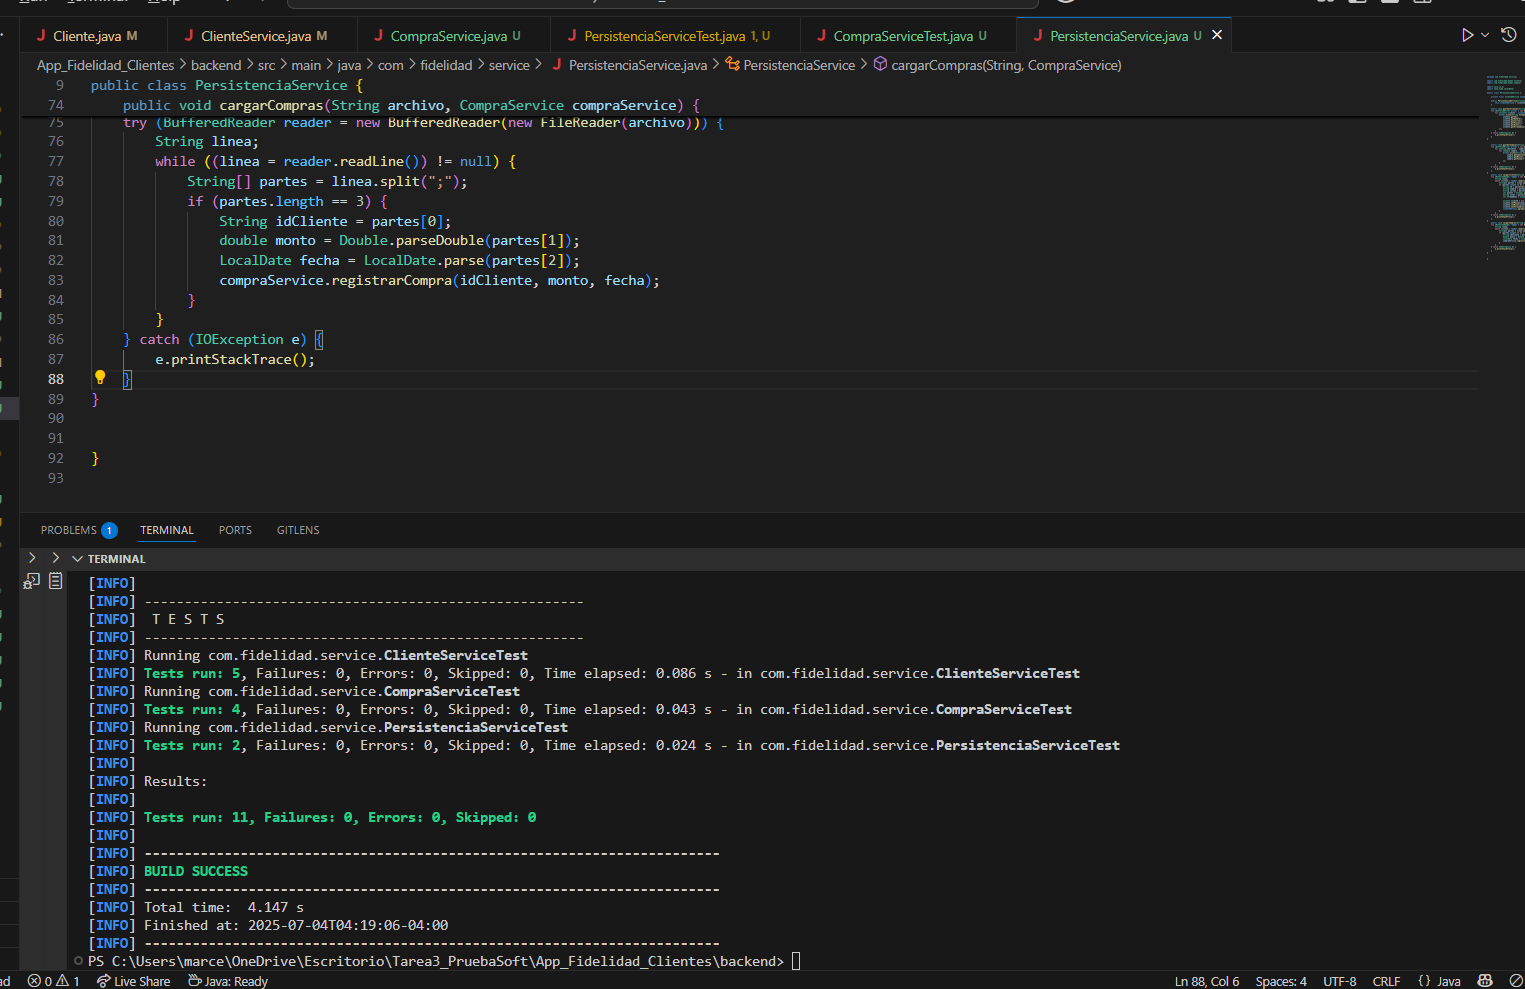 Cliente.java M ClienteService.java M CompraService.java U PersistenciaServiceTest.java 1, U CompraServiceTest.java U PersistenciaService.java U
App_Fidelidad_Clientes > backend > src > main > java > com > fidelidad > service > PersistenciaService.java > PersistenciaService > cargarCompras(String, CompraService)
9 public class PersistenciaService {
74 public void cargarCompras(String archivo, CompraService compraService) {
75 try (BufferedReader reader = new BufferedReader(new FileReader(archivo))) {
76 String linea;
77 while ((linea = reader.readLine()) != null) {
78 String[] partes = linea.split(";");
79 if (partes.length == 3) {
80 String idCliente = partes[0];
81 double monto = Double.parseDouble(partes[1]);
82 LocalDate fecha = LocalDate.parse(partes[2]);
83 compraService.registrarCompra(idCliente, monto, fecha);
84 }
85 }
86 } catch (IOException e) {
87 e.printStackTrace();
88 }
89 }
90
91
92 }
93
PROBLEMS 1 TERMINAL PORTS GITLENS
TERMINAL
[INFO]
[INFO] -------------------------------------------------------
[INFO] T E S T S
[INFO] -------------------------------------------------------
[INFO] Running com.fidelidad.service.ClienteServiceTest
[INFO] Tests run: 5, Failures: 0, Errors: 0, Skipped: 0, Time elapsed: 0.086 s - in com.fidelidad.service.ClienteServiceTest
[INFO] Running com.fidelidad.service.CompraServiceTest
[INFO] Tests run: 4, Failures: 0, Errors: 0, Skipped: 0, Time elapsed: 0.043 s - in com.fidelidad.service.CompraServiceTest
[INFO] Running com.fidelidad.service.PersistenciaServiceTest
[INFO] Tests run: 2, Failures: 0, Errors: 0, Skipped: 0, Time elapsed: 0.024 s - in com.fidelidad.service.PersistenciaServiceTest
[INFO]
[INFO] Results:
[INFO]
[INFO] Tests run: 11, Failures: 0, Errors: 0, Skipped: 0
[INFO]
[INFO] ------------------------------------------------------------------------
[INFO] BUILD SUCCESS
[INFO] ------------------------------------------------------------------------
[INFO] Total time: 4.147 s
[INFO] Finished at: 2025-07-04T04:19:06-04:00
[INFO] ------------------------------------------------------------------------
PS C:\Users\marce\OneDrive\Escritorio\Tarea3_PruebaSoft\App_Fidelidad_Clientes\backend>
0 1 Live Share Java: Ready Ln 88, Col 6 Spaces: 4 UTF-8 CRLF {} Java